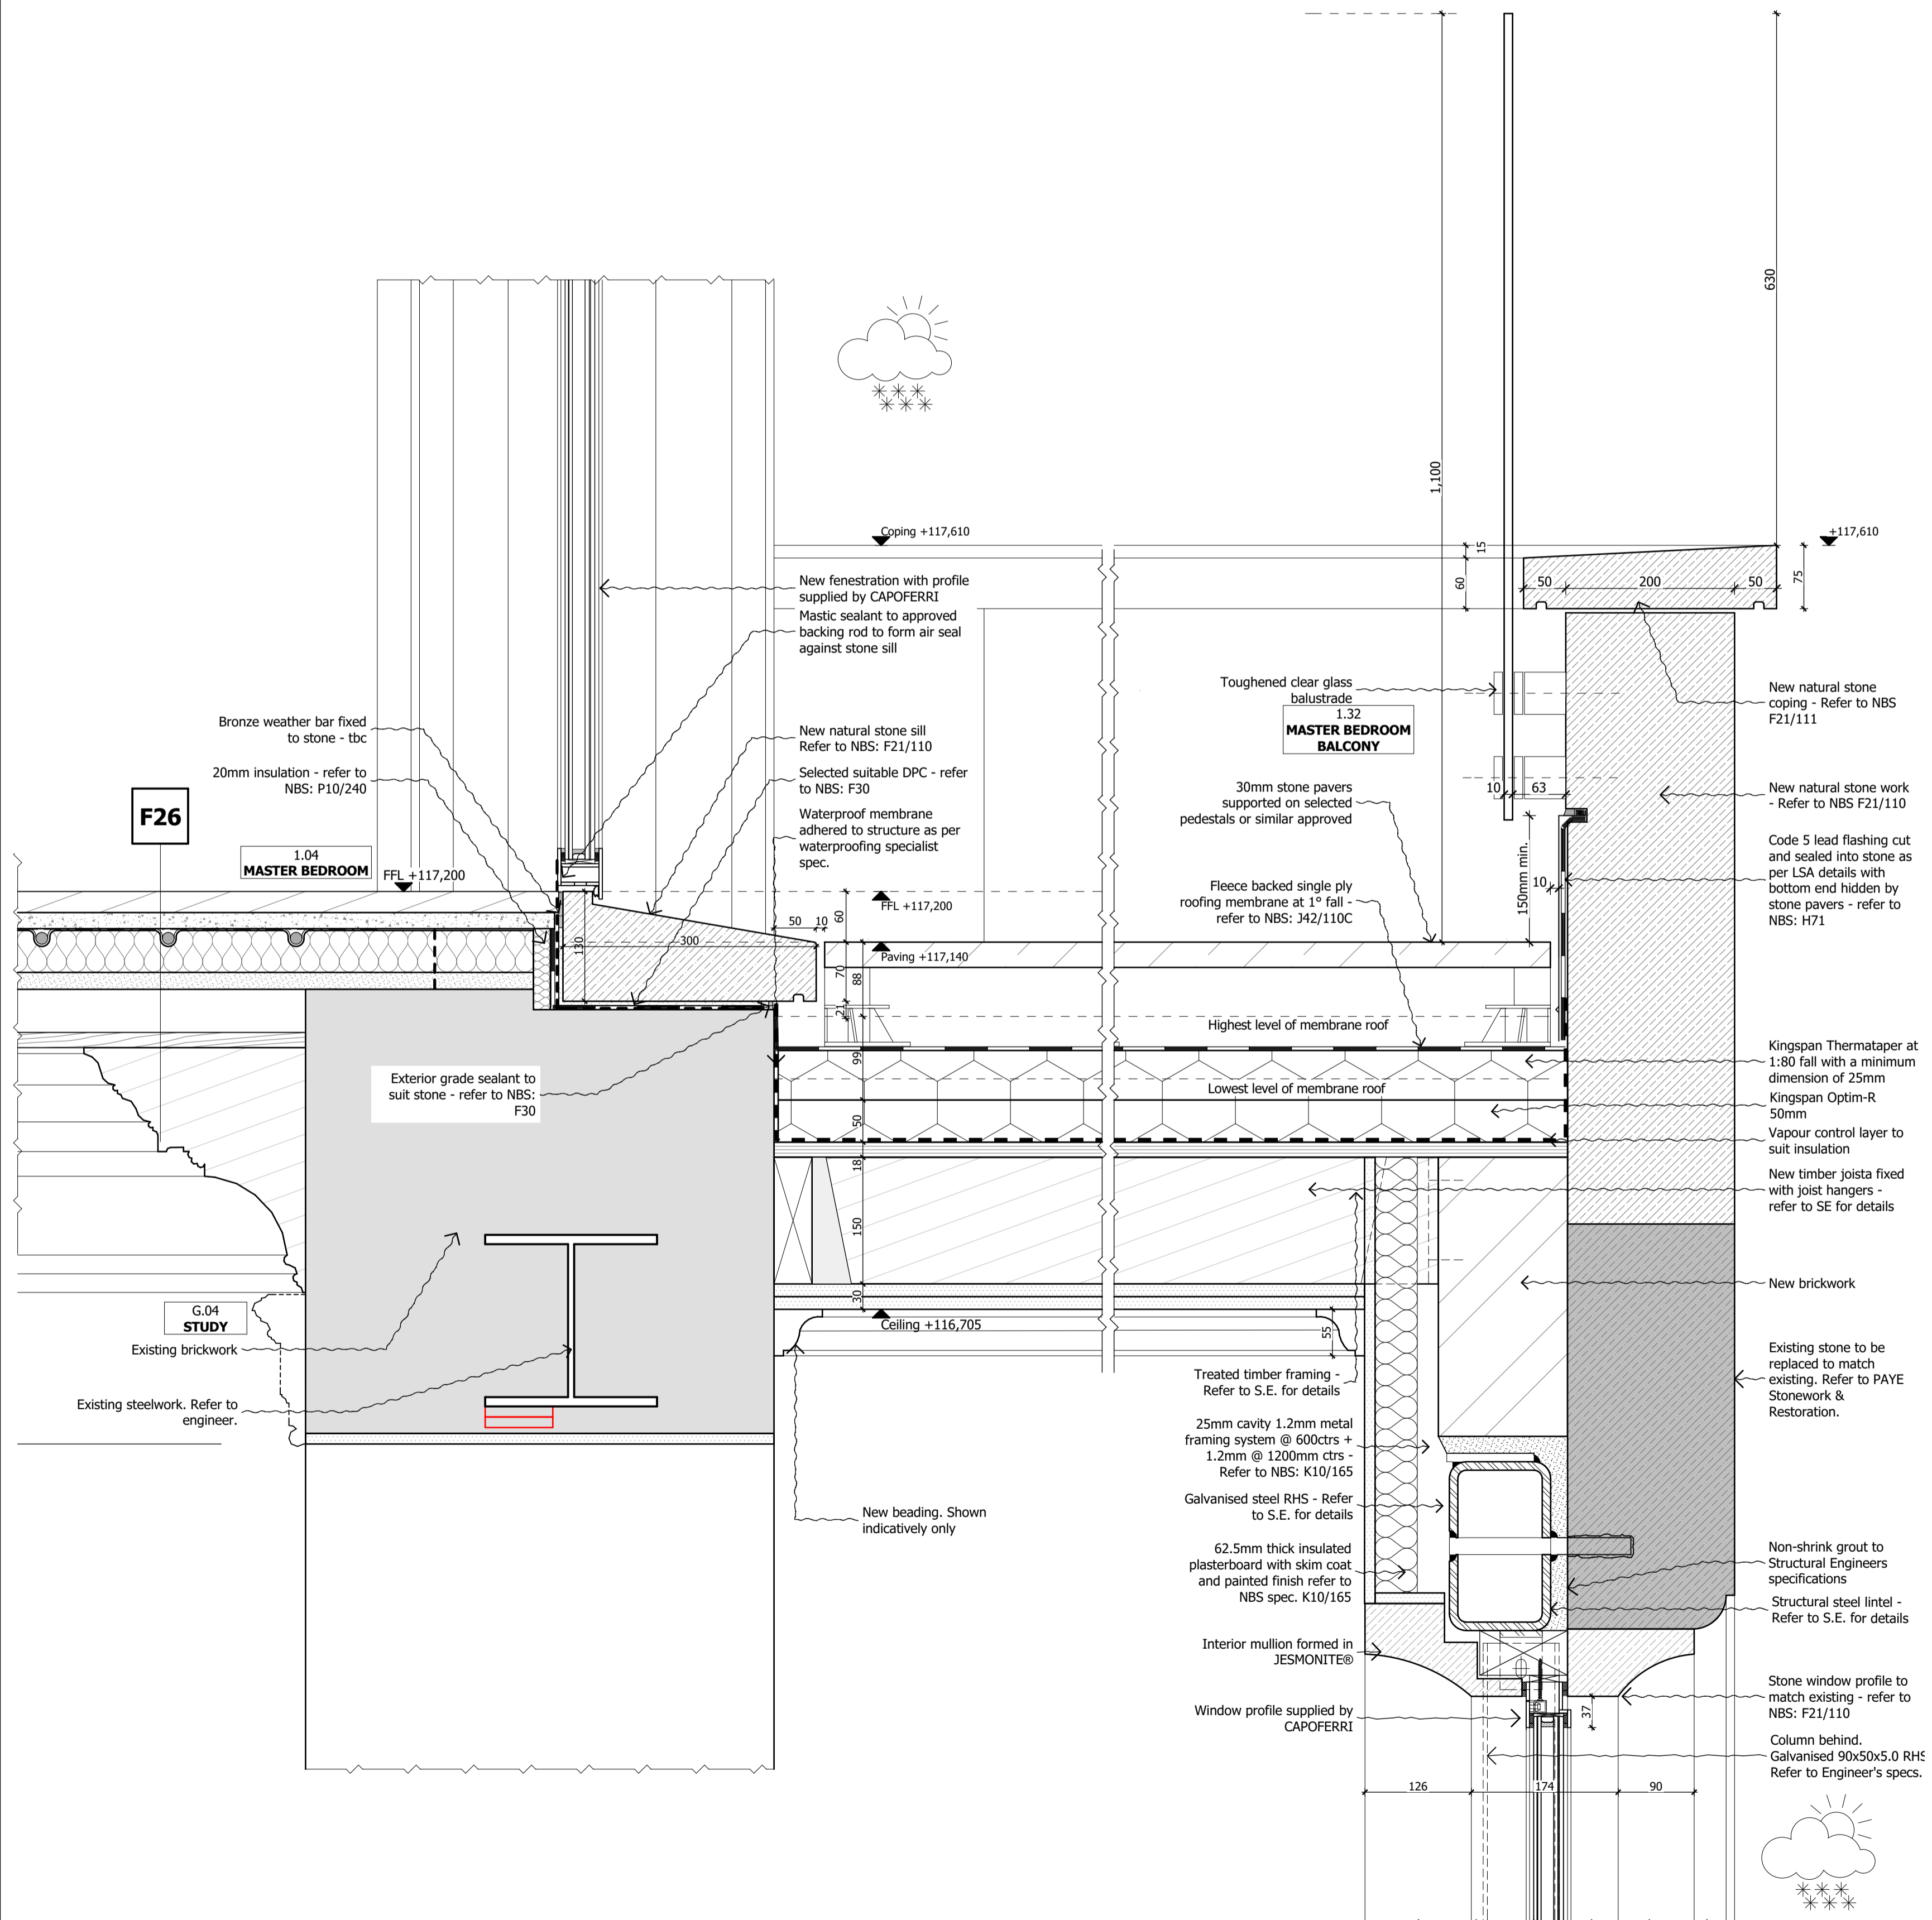 1,100
630
Coping +117,610
+117,610
15
60
50
200
50
75
New fenestration with profile
supplied by CAPOFERRI
Mastic sealant to approved
backing rod to form air seal
against stone sill
Bronze weather bar fixed
to stone - tbc
20mm insulation - refer to
NBS: P10/240
New natural stone sill
Refer to NBS: F21/110
Selected suitable DPC - refer
to NBS: F30
Waterproof membrane
adhered to structure as per
waterproofing specialist
spec.
F26
1.04
MASTER BEDROOM
FFL +117,200
FFL +117,200
50
10
60
300
130
Paving +117,140
70
88
21
Toughened clear glass
balustrade
1.32
MASTER BEDROOM
BALCONY
30mm stone pavers
supported on selected
pedestals or similar approved
Fleece backed single ply
roofing membrane at 1° fall -
refer to NBS: J42/110C
10
63
150mm min.
10
New natural stone
coping - Refer to NBS
F21/111
New natural stone work
- Refer to NBS F21/110
Code 5 lead flashing cut
and sealed into stone as
per LSA details with
bottom end hidden by
stone pavers - refer to
NBS: H71
Highest level of membrane roof
Lowest level of membrane roof
99
50
18
150
30
Exterior grade sealant to
suit stone - refer to NBS:
F30
Kingspan Thermataper at
1:80 fall with a minimum
dimension of 25mm
Kingspan Optim-R
50mm
Vapour control layer to
suit insulation
New timber joista fixed
with joist hangers -
refer to SE for details
New brickwork
G.04
STUDY
Existing brickwork
Existing steelwork. Refer to
engineer.
Ceiling +116,705
55
New beading. Shown
indicatively only
Treated timber framing -
Refer to S.E. for details
25mm cavity 1.2mm metal
framing system @ 600ctrs +
1.2mm @ 1200mm ctrs -
Refer to NBS: K10/165
Galvanised steel RHS - Refer
to S.E. for details
62.5mm thick insulated
plasterboard with skim coat
and painted finish refer to
NBS spec. K10/165
Interior mullion formed in
JESMONITE®
Window profile supplied by
CAPOFERRI
Existing stone to be
replaced to match
existing. Refer to PAYE
Stonework &
Restoration.
Non-shrink grout to
Structural Engineers
specifications
Structural steel lintel -
Refer to S.E. for details
Stone window profile to
match existing - refer to
NBS: F21/110
Column behind.
Galvanised 90x50x5.0 RHS
Refer to Engineer's specs.
37
126
174
90